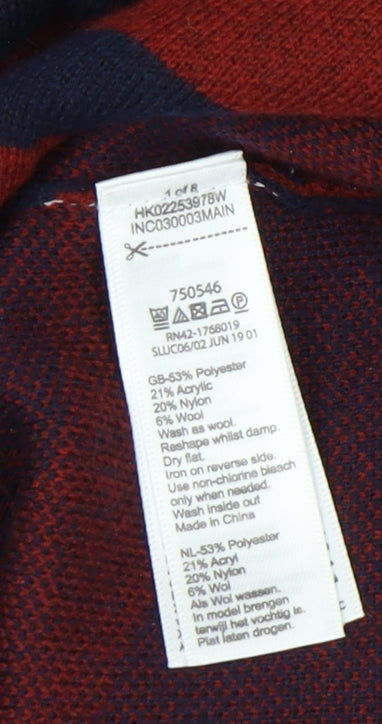 1 of 8
HK02253978W
INC030003MAIN
750546
RN42-1768019
SLUC06/02 JUN 19 01
GB-53% Polyester
21% Acrylic
20% Nylon
6% Wool
Wash as wool.
Reshape whilst damp.
Dry flat.
Iron on reverse side.
Use non-chlorine bleach
only when needed.
Wash inside out
Made in China
NL-53% Polyester
21% Acryl
20% Nylon
6% Wol
Als Wol wassen.
In model brengen
terwijl het vochtig is.
Plat laten drogen.